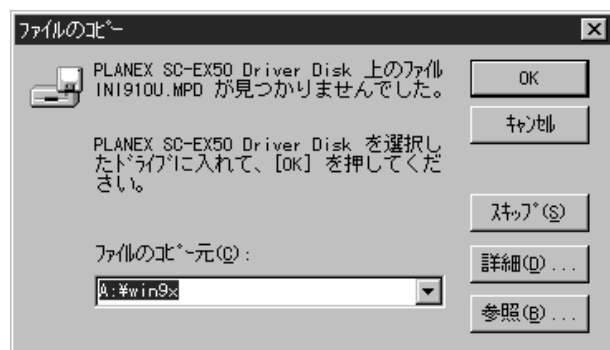 ファイルのコピー
PLANEX SC-EX50 Driver Disk 上のファイル
INI910U.MPD が見つかりませんでした。
PLANEX SC-EX50 Driver Disk を選択し
たドライブに入れて、[OK] を押してくだ
さい。
ファイルのコピー元(C):
A:¥win9x
OK
キャンセル
スキップ(S)
詳細(D)...
参照(B)...